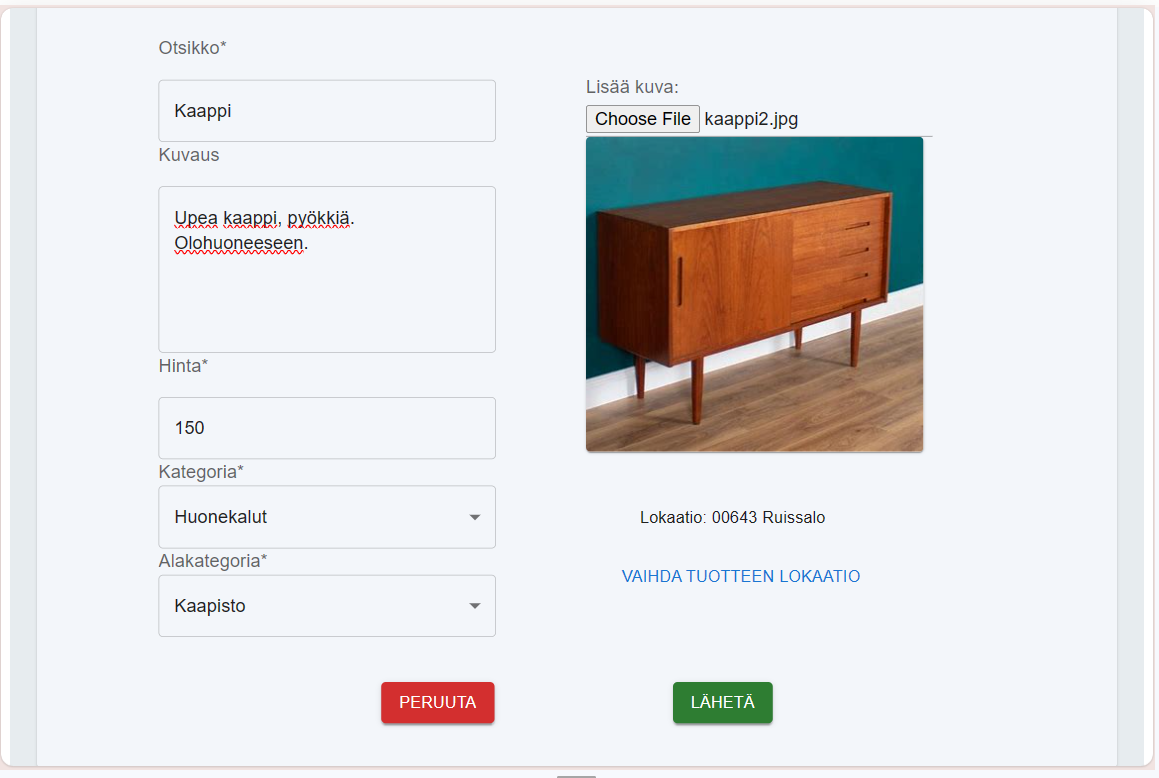 Otsikko*
Kaappi
Kuvaus
Upea kaappi, pyökkiä.
Olohuoneeseen.
Hinta*
150
Kategoria*
Huonekalut
Alakategoria*
Kaapisto
Lisää kuva:
Choose File kaappi2.jpg
Lokaatio: 00643 Ruissalo
VAIHDA TUOTTEEN LOKAATIO
PERUUTA
LÄHETÄ